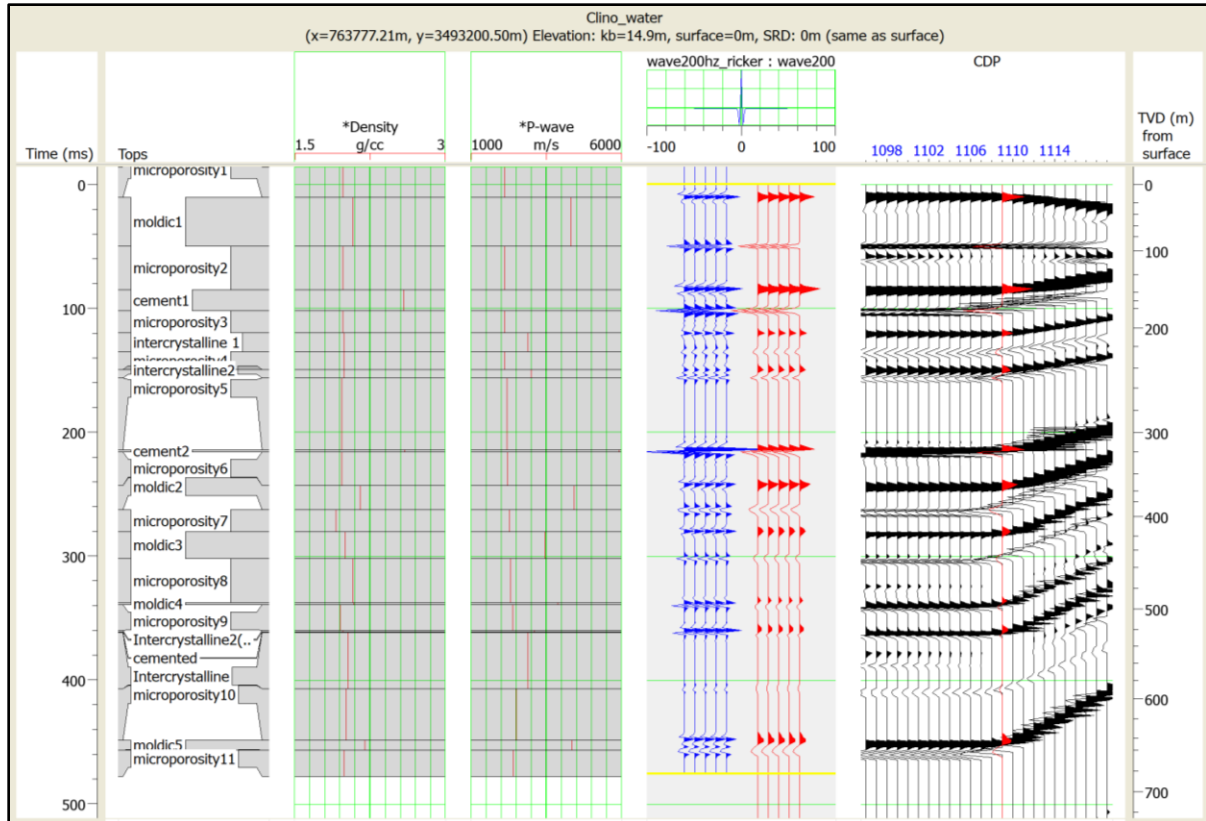 Clino_water
(x=763777.21m, y=3493200.50m) Elevation: kb=14.9m, surface=0m, SRD: 0m (same as surface)
wave200hz_ricker : wave200
CDP
*Density
*P-wave
TVD (m)
from
surface
1.5 g/cc 3
1000 m/s 6000
-100 0 100
Time (ms)
Tops
1098 1102 1106 1110 1114
microporosity1
0
0
moldic1
100
microposity2
100
cement1
microporosity3
200
intercrystalline 1
microporosity4
intercrystalline2
microporosity5
200
300
cement2
microporosity6
moldic2
400
microporosity7
moldic3
300
microporosity8
moldic4
500
microporosity9
Intercrystalline2(..
cemented
Intercrystalline
400
microporosity10
600
moldic5
microporosity11
500
700